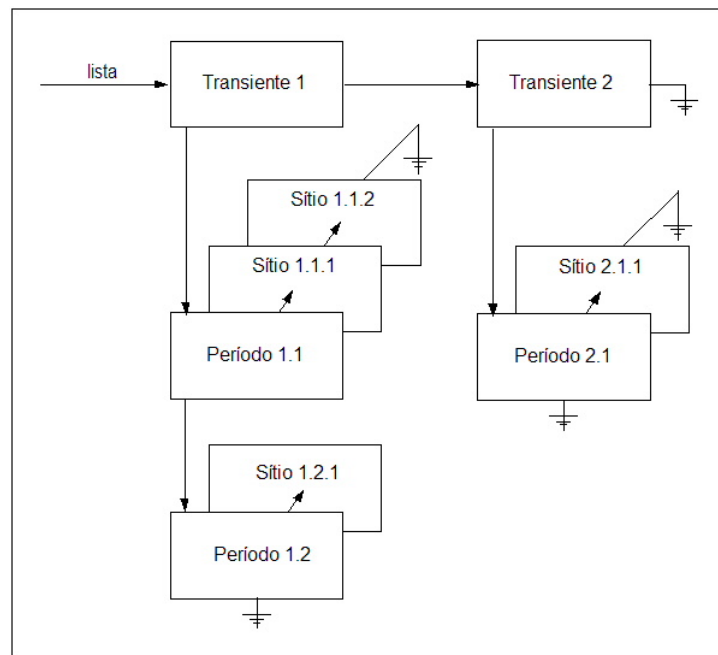 lista
Transiente 1
Transiente 2
Sítio 1.1.2
Sítio 1.1.1
Período 1.1
Sítio 2.1.1
Período 2.1
Sítio 1.2.1
Período 1.2